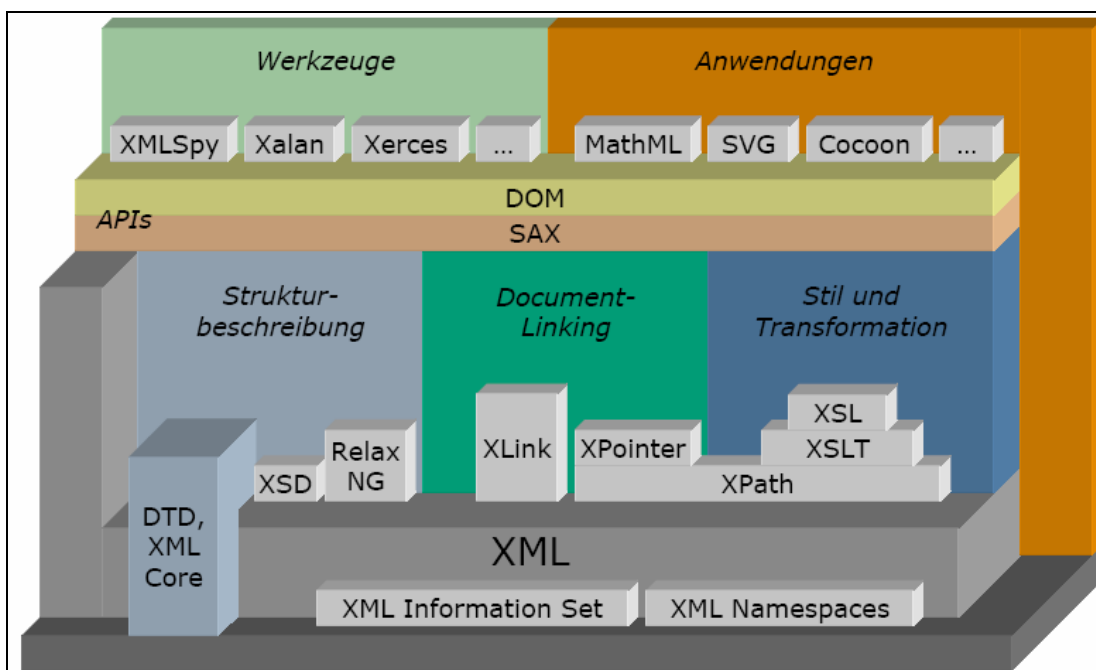 Werkzeuge
Anwendungen
XMLSpy
Xalan
Xerces
...
MathML
SVG
Cocoon
...
DOM
APIs
SAX
Struktur-
beschreibung
Document-
Linking
Stil und
Transformation
XSL
XLink
XPointer
XSLT
Relax
NG
XSD
XPath
DTD,
XML
Core
XML
XML Information Set
XML Namespaces